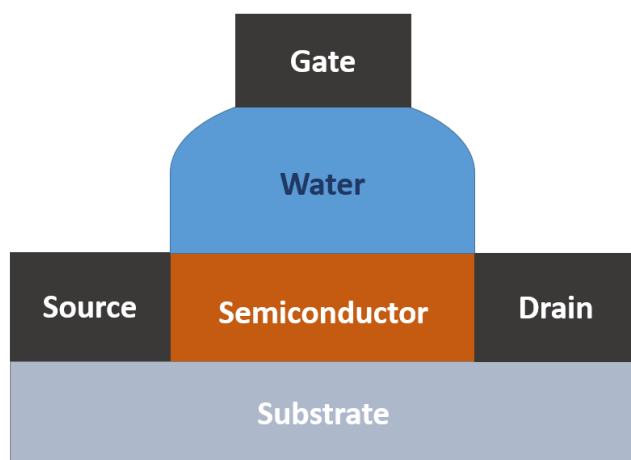 Gate
Water
Source
Semiconductor
Drain
Substrate